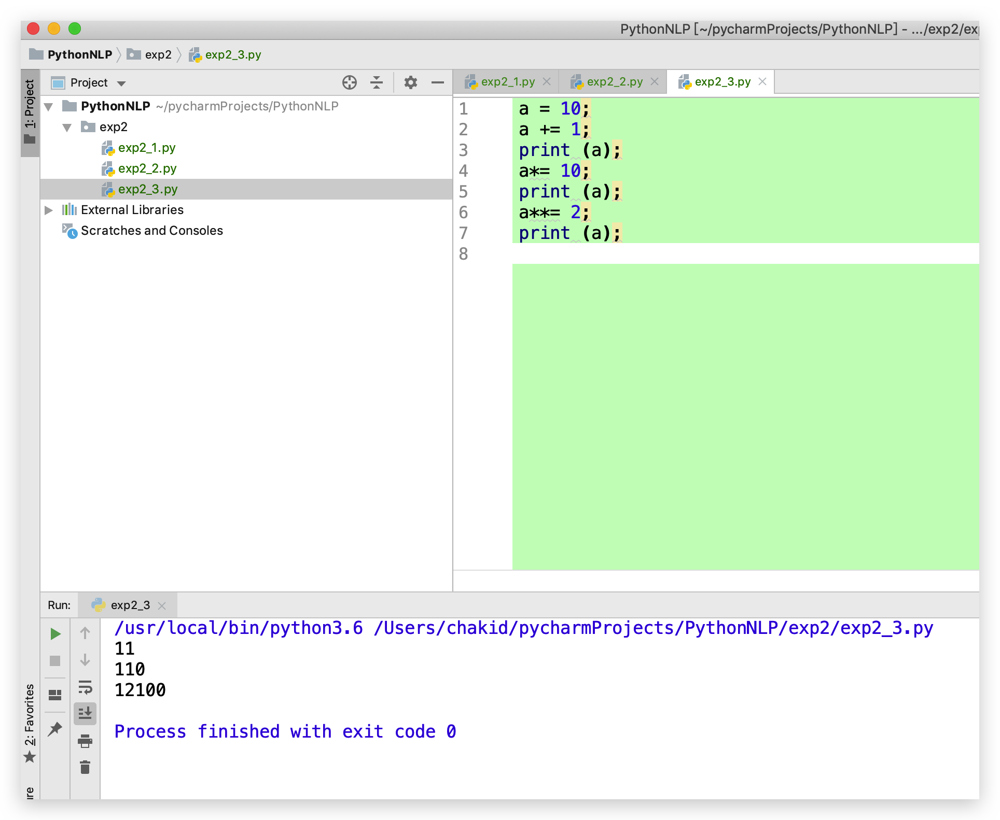 PythonNLP [~/pycharmProjects/PythonNLP] - .../exp2/exp
PythonNLP exp2 exp2_3.py
1: Project
Project
exp2_1.py exp2_2.py exp2_3.py
PythonNLP ~/pycharmProjects/PythonNLP
exp2
exp2_1.py
exp2_2.py
exp2_3.py
External Libraries
Scratches and Consoles
1 a = 10;
2 a += 1;
3 print (a);
4 a*= 10;
5 print (a);
6 a**= 2;
7 print (a);
8
Run: exp2_3
/usr/local/bin/python3.6 /Users/chakid/pycharmProjects/PythonNLP/exp2/exp2_3.py
11
110
12100
Process finished with exit code 0
2: Favorites